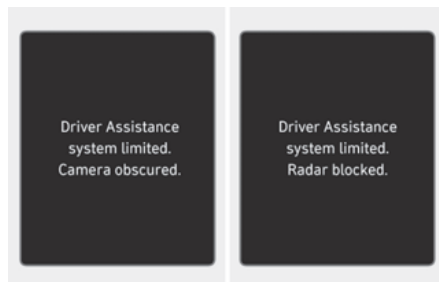 Driver Assistance
system limited.
Camera obscured.
Driver Assistance
system limited.
Radar blocked.